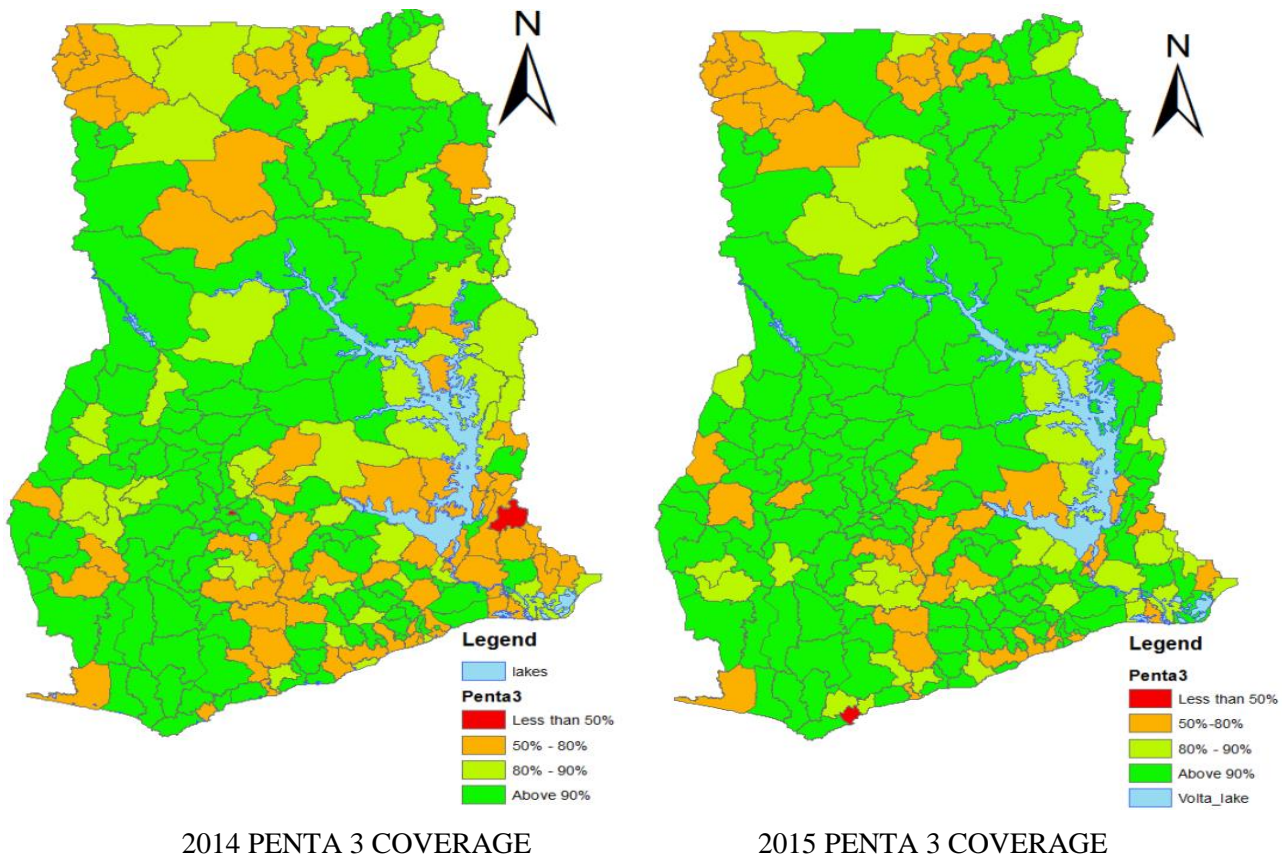 N
Legend
lakes
Penta3
Less than 50%
50% - 80%
80% - 90%
Above 90%
2014 PENTA 3 COVERAGE
N
Legend
Penta3
Less than 50%
50%-80%
80% - 90%
Above 90%
Volta_lake
2015 PENTA 3 COVERAGE